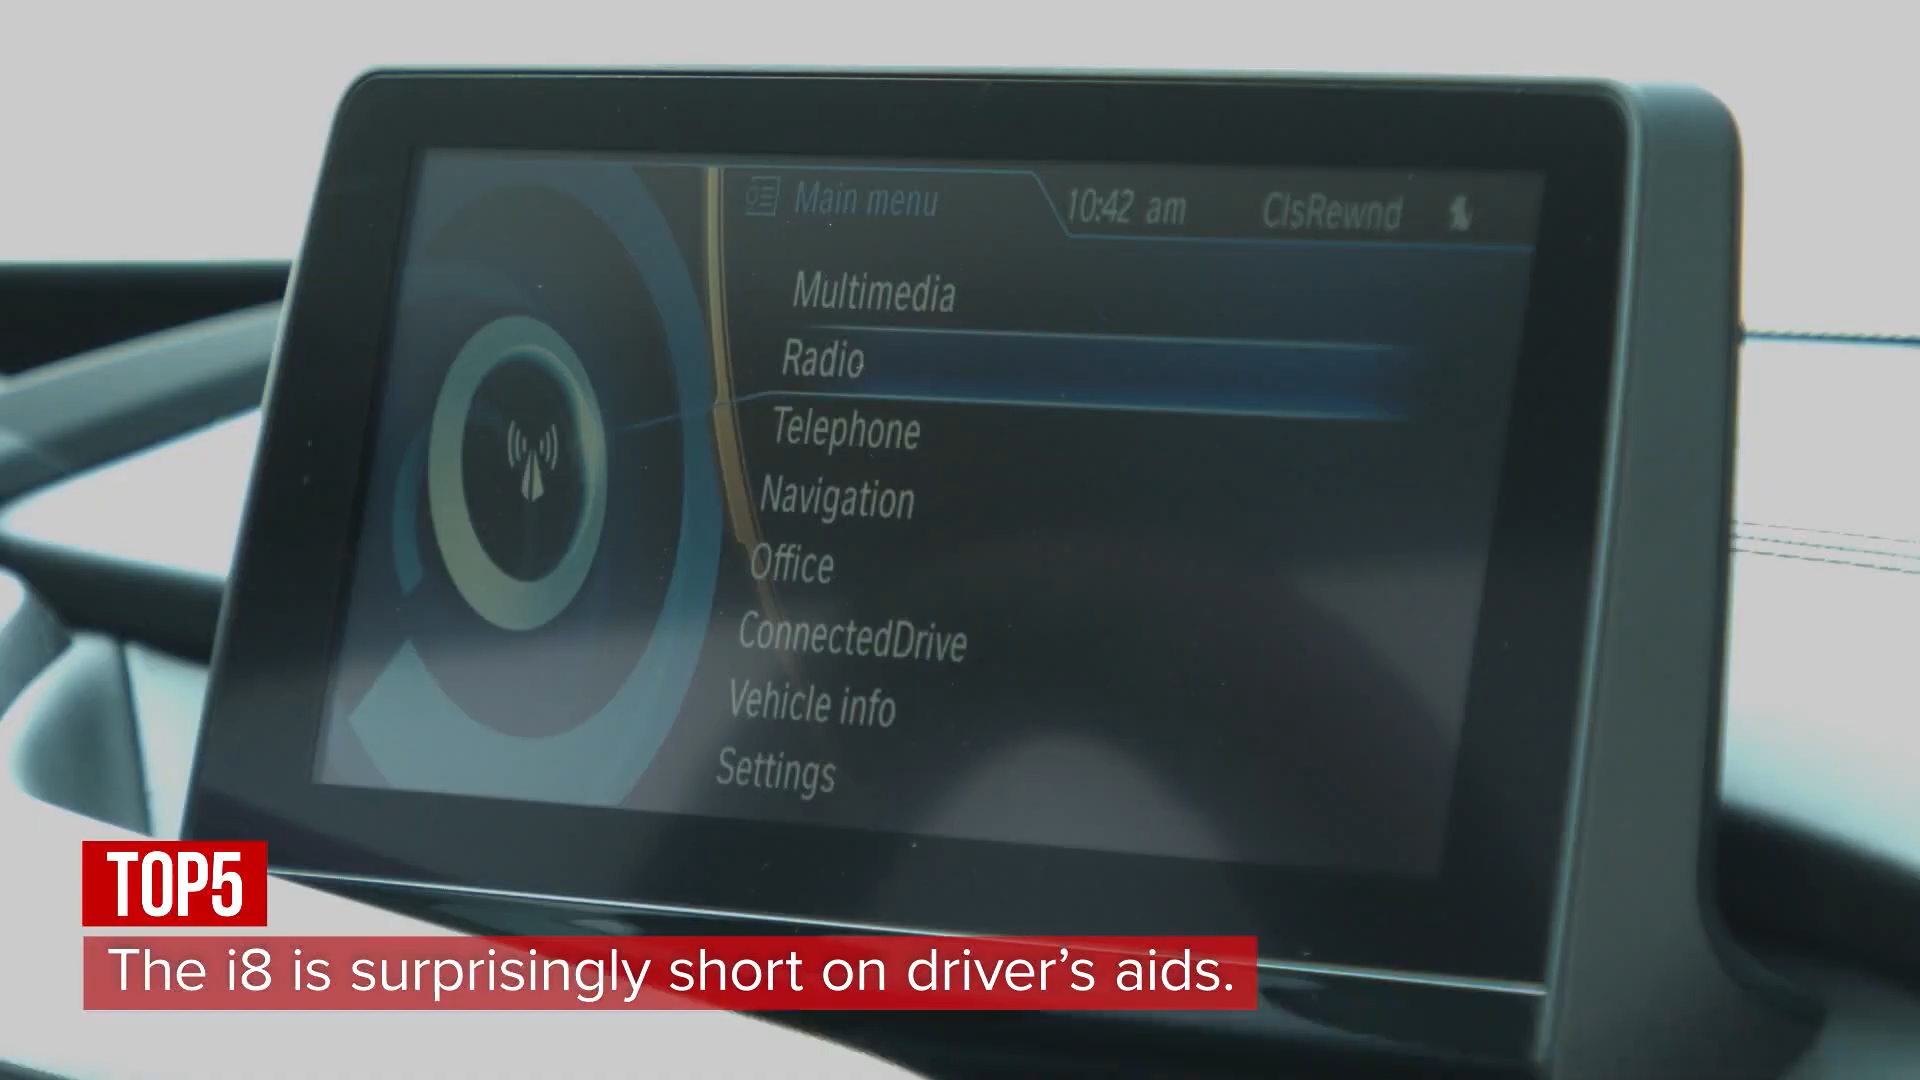 Main menu 10:42 am ClsRewnd
Multimedia
Radio
Telephone
Navigation
Office
ConnectedDrive
Vehicle info
Settings
TOP5
The i8 is surprisingly short on driver’s aids.